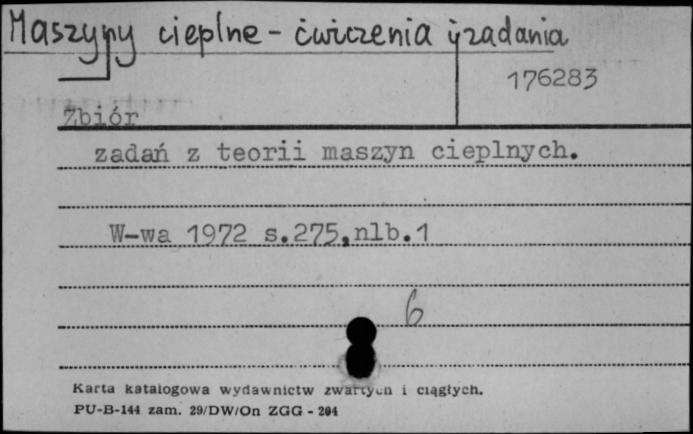 Maszyny cieplne - ćwiczenia i zadania
176283
Zbiór
zadań z teorii maszyn cieplnych.
W-wa 1972 s.275,nlb.1
6
Karta katalogowa wydawnictw zwartych i ciągłych.
PU-B-144 zam. 29/DW/On ZGG - 204